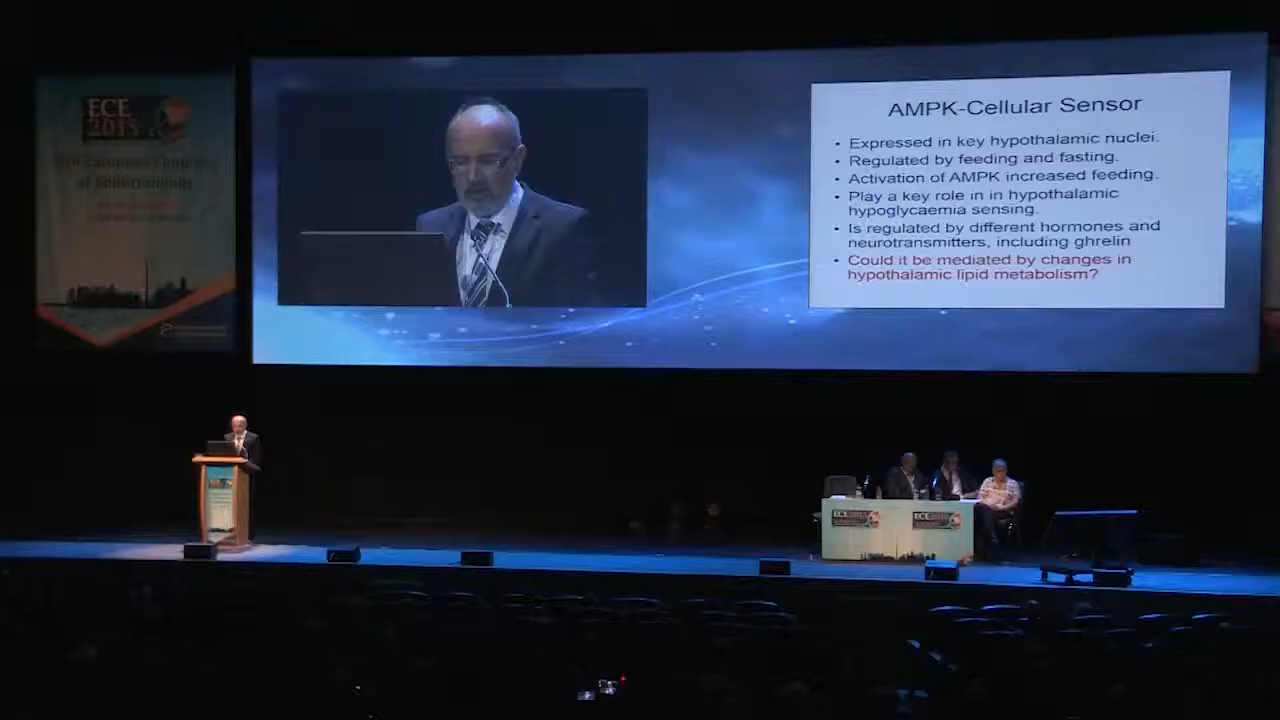 ECE
2015
of Endocrinology
AMPK-Cellular Sensor
• Expressed in key hypothalamic nuclei.
• Regulated by feeding and fasting.
• Activation of AMPK increased feeding.
• Play a key role in in hypothalamic
hypoglycaemia sensing.
• Is regulated by different hormones and
neurotransmitters, including ghrelin
• Could it be mediated by changes in
hypothalamic lipid metabolism?
ECE
ECE